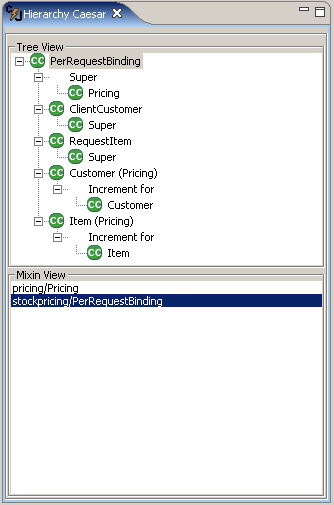 Hierarchy Caesar
Tree View
CC PerRequestBinding
Super
CC Pricing
CC ClientCustomer
CC Super
CC RequestItem
CC Super
CC Customer (Pricing)
Increment for
CC Customer
CC Item (Pricing)
Increment for
CC Item
Mixin View
pricing/Pricing
stockpricing/PerRequestBinding